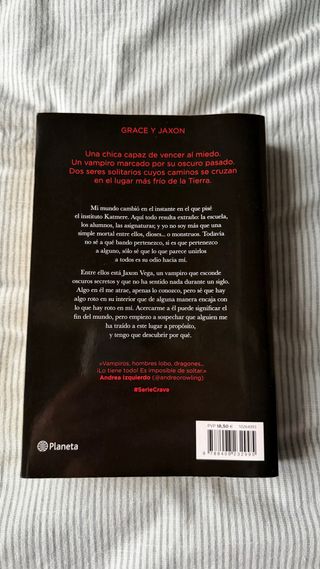 GRACE Y JAXON
Una chica capaz de vencer al miedo.
Un vampiro marcado por su oscuro pasado.
Dos seres solitarios cuyos caminos se cruzan
en el lugar más frío de la Tierra.
Mi mundo cambió en el instante en el que pisé
el instituto Katmere. Aquí todo resulta extraño: la escuela,
los alumnos, las asignaturas; y yo no soy más que una
simple mortal entre ellos, dioses... o monstruos. Todavía
no sé a qué bando pertenezco, si es que pertenezco
a alguno, sólo sé que lo que parece unirlos
a todos es su odio hacia mí.
Entre ellos está Jaxon Vega, un vampiro que esconde
oscuros secretos y que no ha sentido nada durante un siglo.
Algo en él me atrae, apenas lo conozco, pero sé que hay
algo roto en su interior que de alguna manera encaja con
lo que hay roto en mí. Acercarme a él puede significar el
fin del mundo, pero empiezo a sospechar que alguien me
ha traído a este lugar a propósito,
y tengo que descubrir por qué.
«Vampiros, hombres lobo, dragones...
¡Lo tiene todo! Es imposible de soltar.»
Andrea Izquierdo (@andreorowling)
#SerieCrave
Planeta
PVP 18,50 €